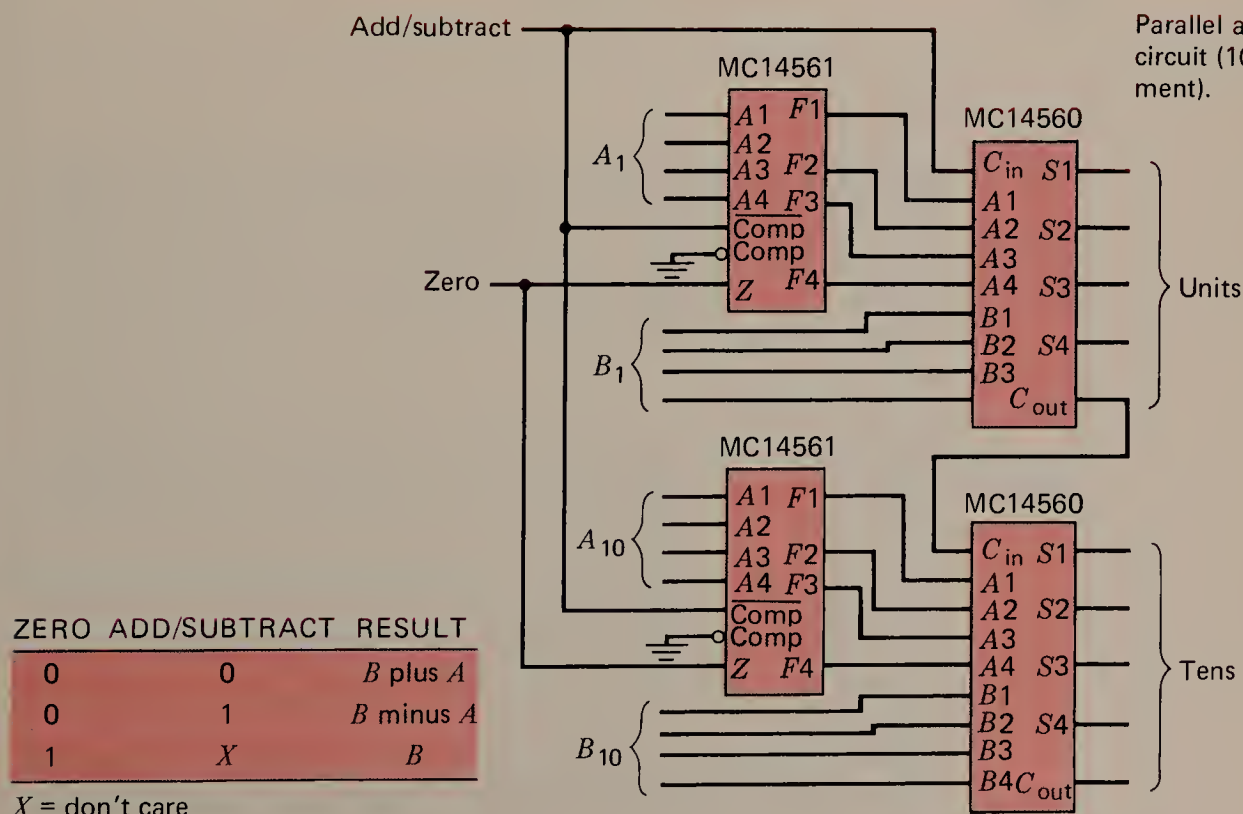 Add/subtract
Parallel a
circuit (10
ment).
MC14561
MC14560
A1
A1 F1
A2
A3 F2
A4 F3
Comp
Comp
Z F4
Zero
Cin S1
A1
A2 S2
A3
A4 S3
B1
B2 S4
B3
Cout
Units
B1
MC14561
MC14560
A10
A1 F1
A2
A3 F2
A4 F3
Comp
Comp
Z F4
Cin S1
A1
A2 S2
A3
A4 S3
B1
B2 S4
B3
B4 Cout
Tens
B10
ZERO ADD/SUBTRACT RESULT
0 0 B plus A
0 1 B minus A
1 X B
X = don't care